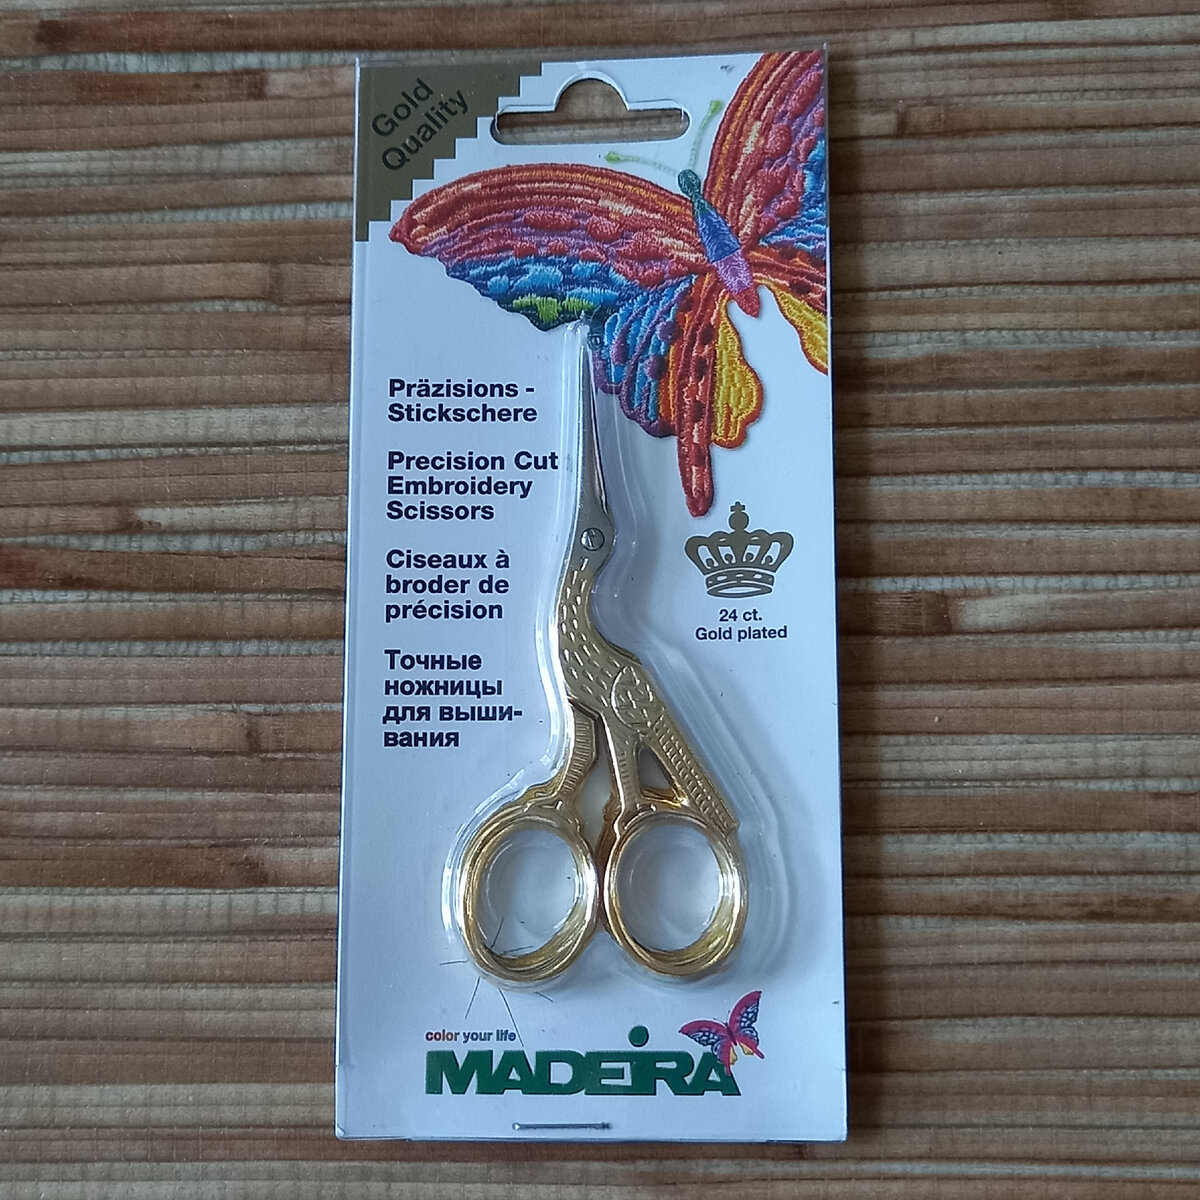 Gold
Quality
Präzisions -
Stickschere
Precision Cut
Embroidery
Scissors
Ciseaux à
broder de
précision
Точные
ножницы
для выши-
вания
24 ct.
Gold plated
color your life
MADEiRA